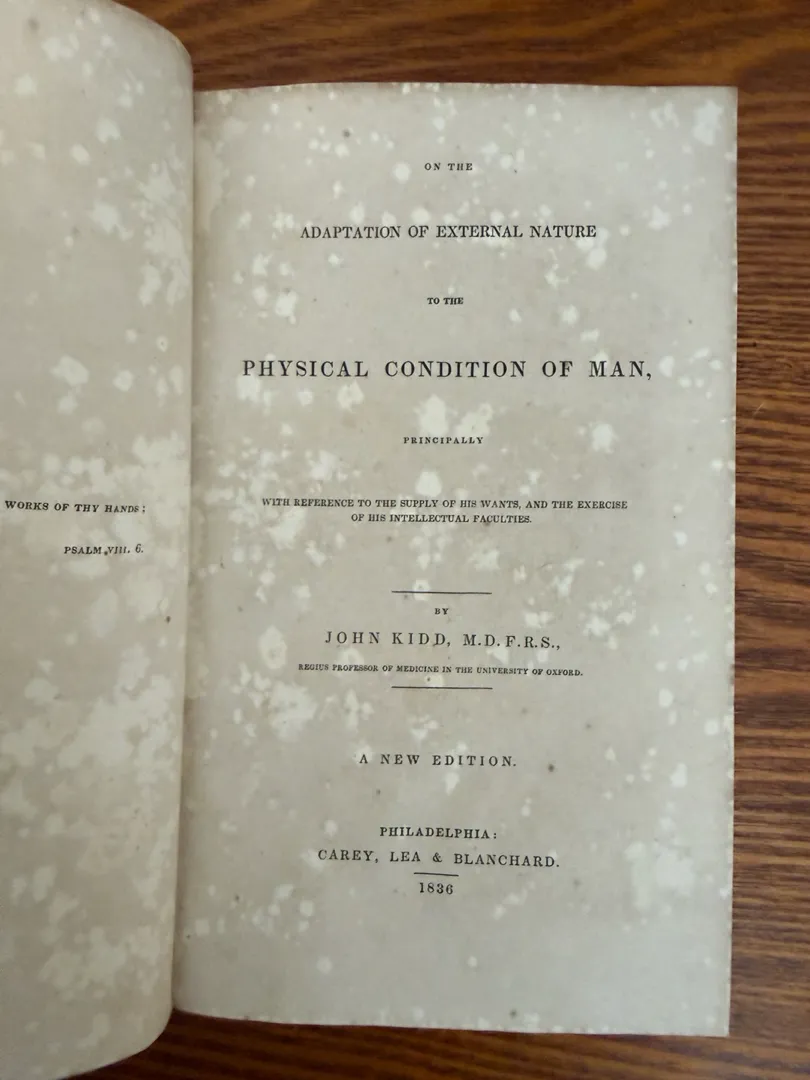 WORKS OF THY HANDS;
PSALM VIII. 6.
ON THE
ADAPTATION OF EXTERNAL NATURE
TO THE
PHYSICAL CONDITION OF MAN,
PRINCIPALLY
WITH REFERENCE TO THE SUPPLY OF HIS WANTS, AND THE EXERCISE
OF HIS INTELLECTUAL FACULTIES.
BY
JOHN KIDD, M.D. F.R.S.,
REGIUS PROFESSOR OF MEDICINE IN THE UNIVERSITY OF OXFORD.
A NEW EDITION.
PHILADELPHIA:
CAREY, LEA & BLANCHARD.
1836